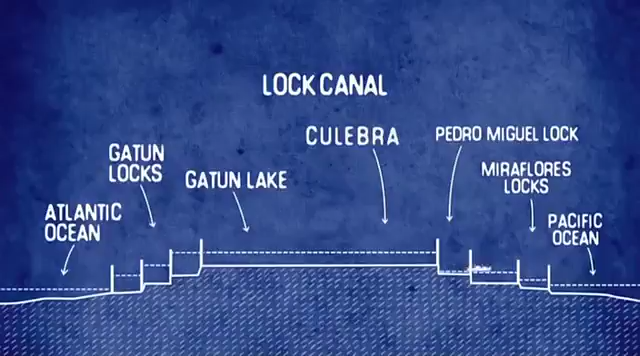 LOCK CANAL
CULEBRA
PEDRO MIGUEL LOCK
GATUN
LOCKS
MIRAFLORES
LOCKS
GATUN LAKE
ATLANTIC
OCEAN
PACIFIC
OCEAN